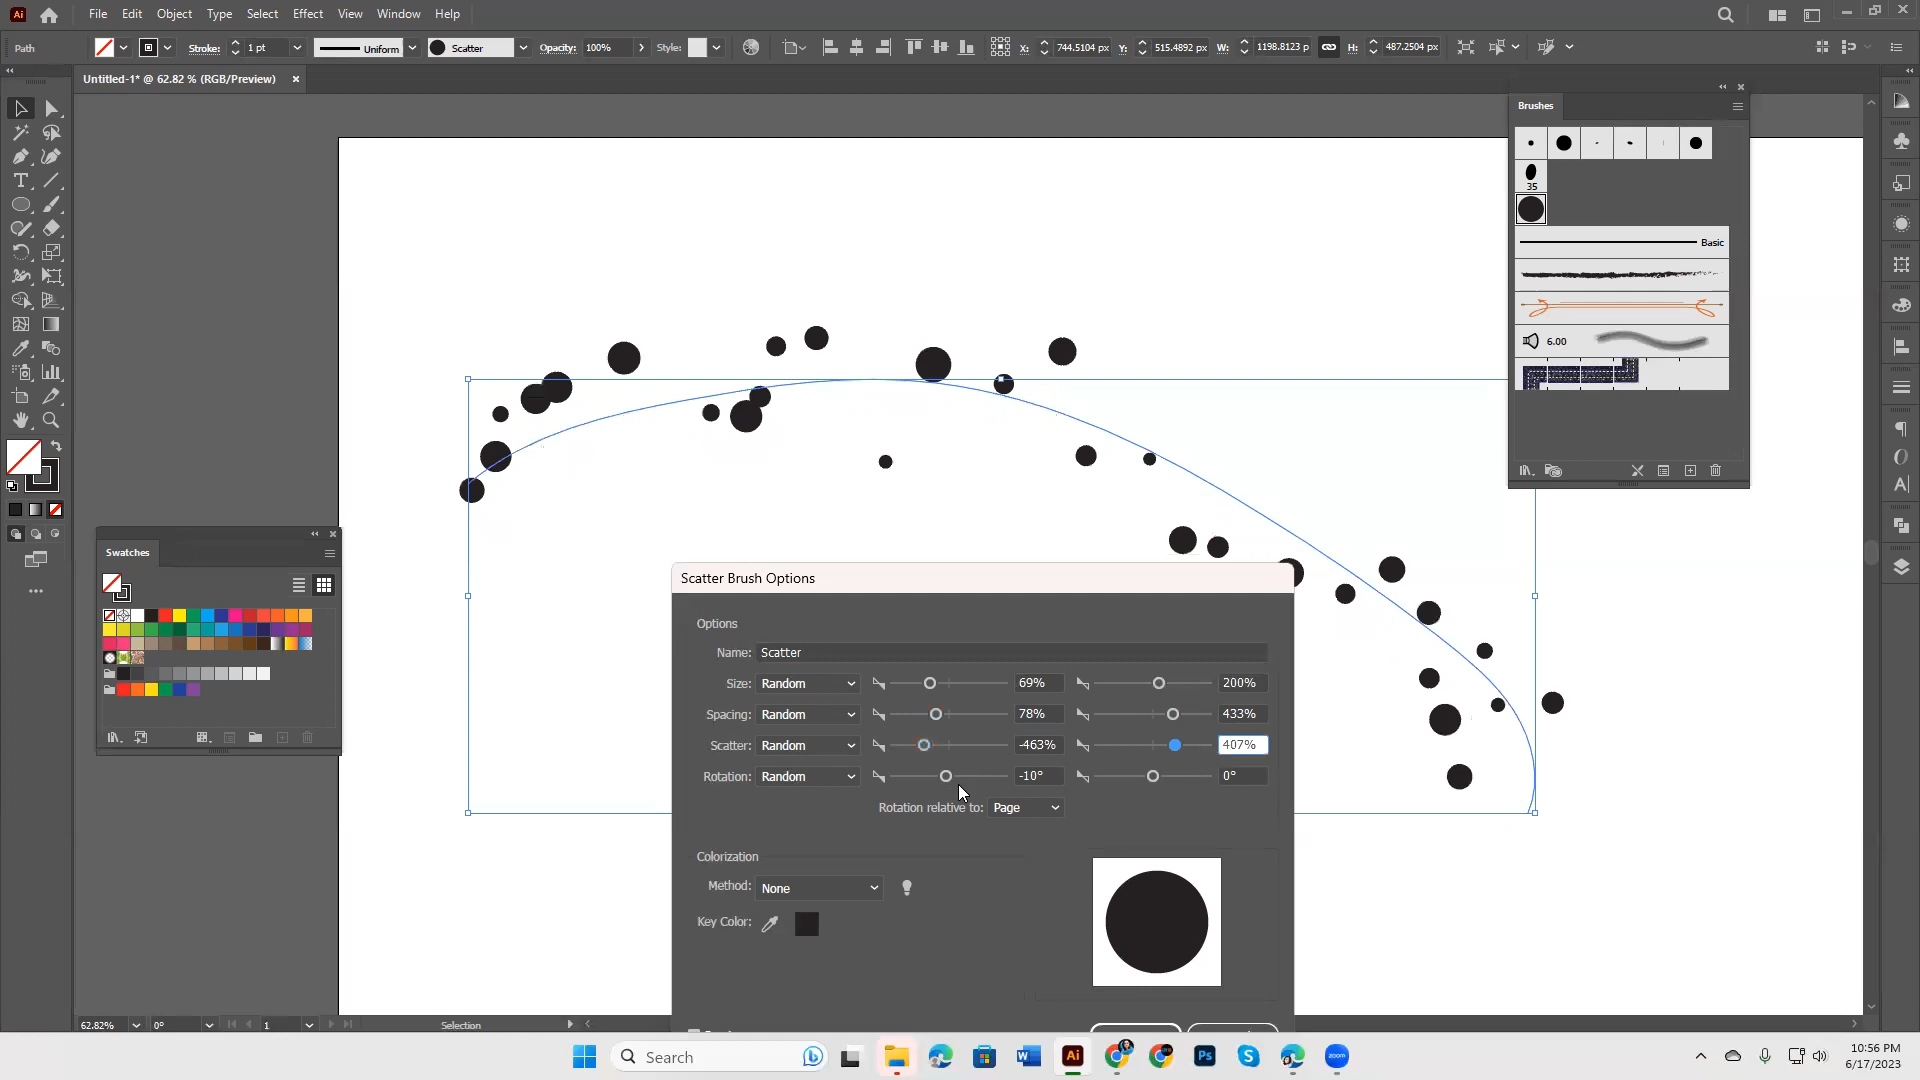 Ai File Edit Object Type Select Effect View Window Help
Path Stroke: 1 pt Uniform Scatter Opacity: 100% Style: X: 744.5104 px Y: 515.4892 px W: 1198.8123 p H: 487.2504 px
Untitled-1* @ 62.82 % (RGB/Preview)
Brushes
35
Basic
6.00
Swatches
Scatter Brush Options
Options
Name: Scatter
Size: Random 69% 200%
Spacing: Random 78% 433%
Scatter: Random -463% 407%
Rotation: Random -10° 0°
Rotation relative to: Page
Colorization
Method: None
Key Color:
62.82% 0° 1 Selection
Search
Ai
Ps
zoom
10:56 PM
6/17/2023